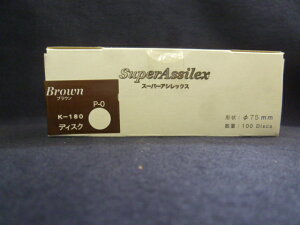 SuperAssilex
スーパーアシレックス
Brown
ブラウン
P-0
K-180
ディスク
形状：φ75mm
数量：100 Discs